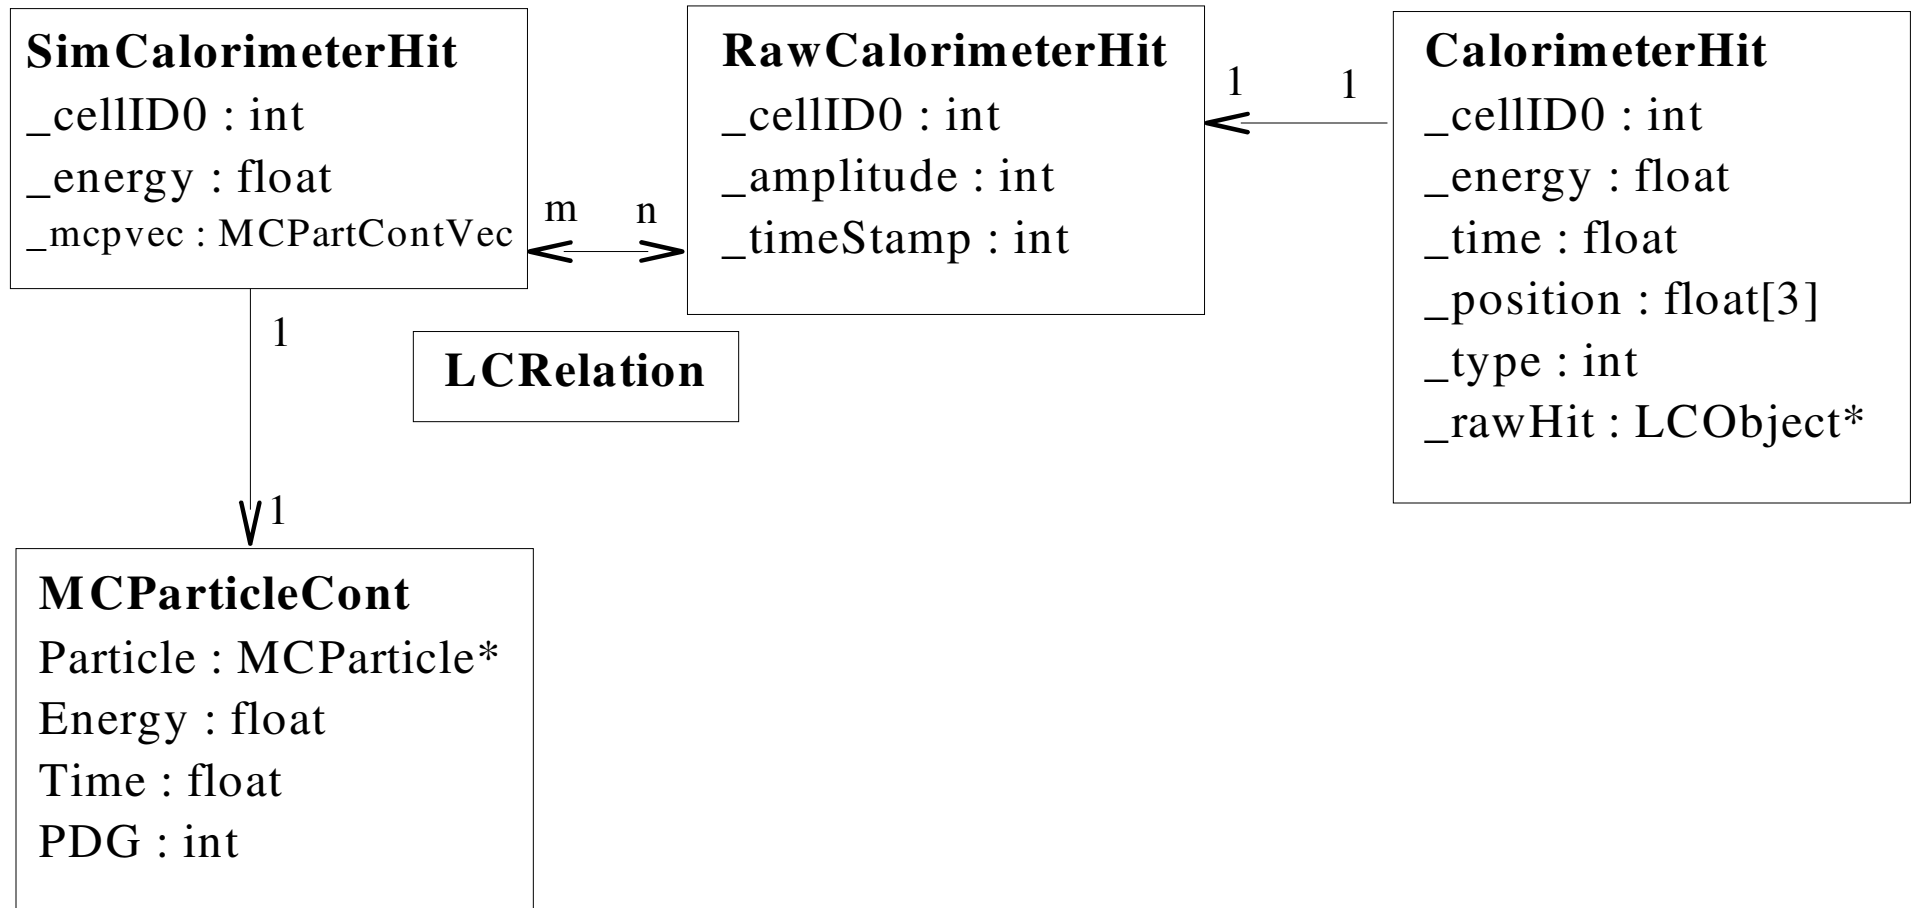 SimCalorimeterHit
_cellID0 : int
_energy : float
_mcpvec : MCPartContVec
m n
RawCalorimeterHit
_cellID0 : int
_amplitude : int
_timeStamp : int
1 1
CalorimeterHit
_cellID0 : int
_energy : float
_time : float
_position : float[3]
_type : int
_rawHit : LCObject*
1
LCRelation
1
MCParticleCont
Particle : MCParticle*
Energy : float
Time : float
PDG : int